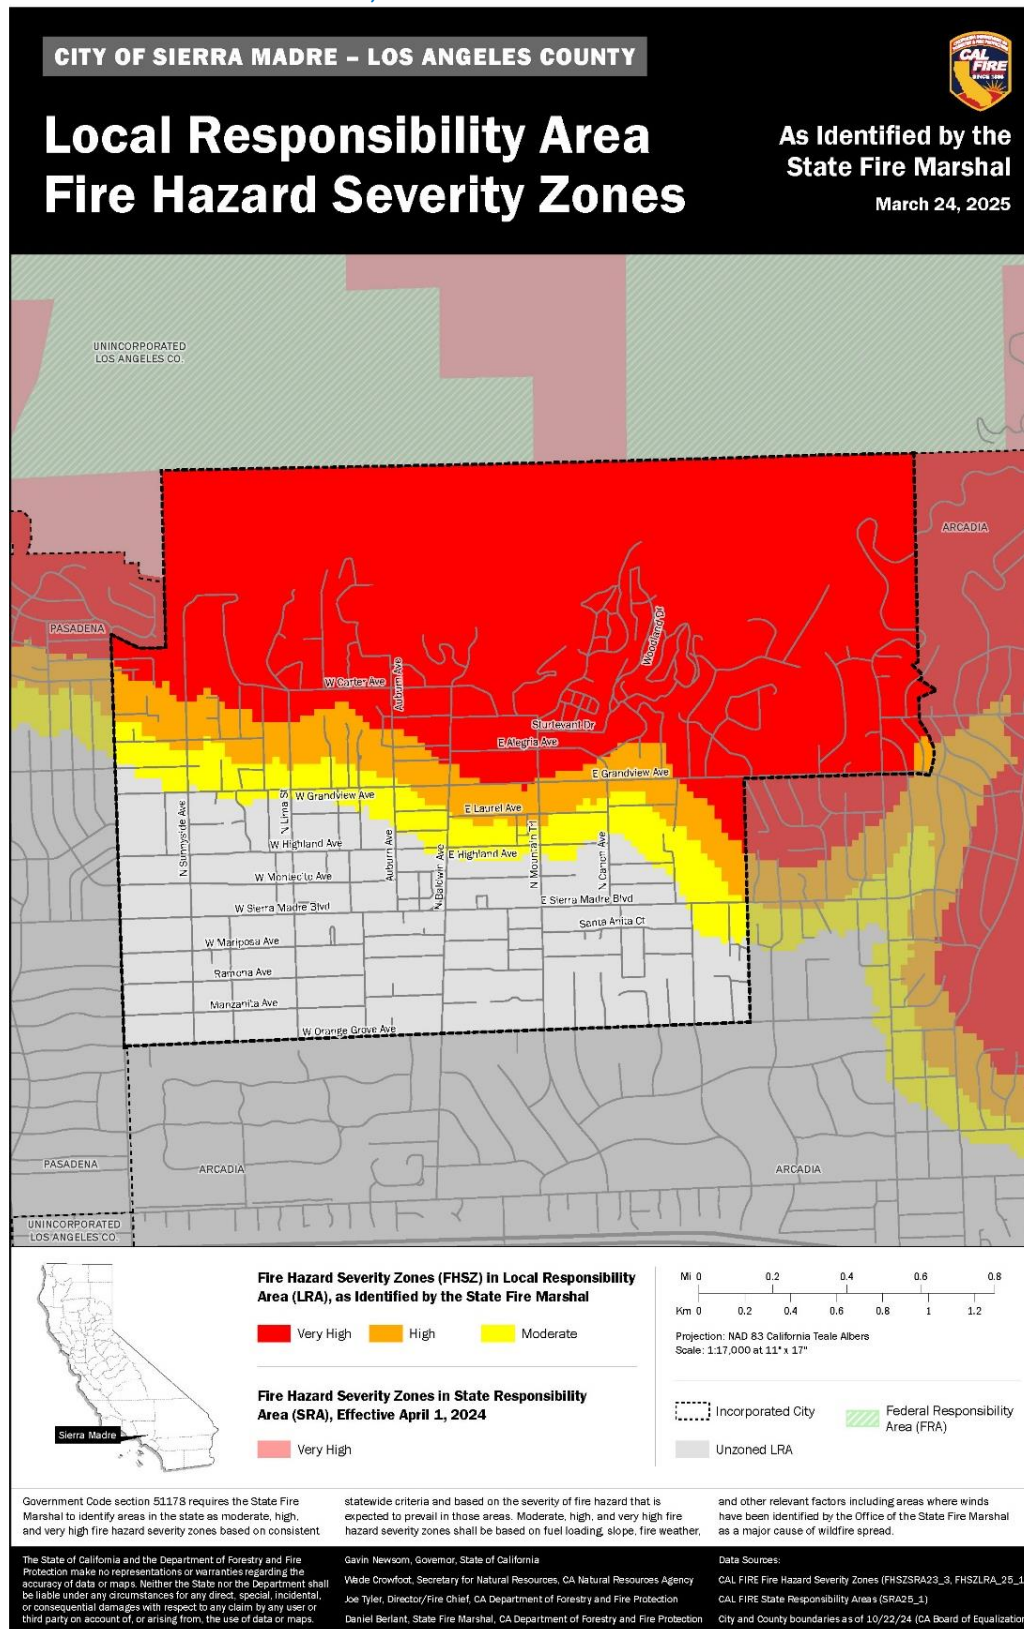 CITY OF SIERRA MADRE – LOS ANGELES COUNTY
CAL
FIRE
SINCE 1885
Local Responsibility Area
Fire Hazard Severity Zones
As Identified by the
State Fire Marshal
March 24, 2025
UNINCORPORATED
LOS ANGELES CO.
ARCADIA
PASADENA
Woodland Dr
W Carter Ave
Auburn Ave
Sturtevant Dr
E Alegria Ave
E Grandview Ave
W Grandview Ave
N Lima St
E Laurel Ave
N Sunnyside Ave
N Mountain Trl
N Canon Ave
Auburn Ave
W Highland Ave
E Highland Ave
N Baldwin Ave
W Montecito Ave
E Sierra Madre Blvd
W Sierra Madre Blvd
Santa Anita Ct
W Mariposa Ave
Ramona Ave
Manzanita Ave
W Orange Grove Ave
PASADENA
ARCADIA
ARCADIA
UNINCORPORATED
LOS ANGELES CO.
Sierra Madre
Fire Hazard Severity Zones (FHSZ) in Local Responsibility
Area (LRA), as Identified by the State Fire Marshal
Very High
High
Moderate
Fire Hazard Severity Zones in State Responsibility
Area (SRA), Effective April 1, 2024
Very High
Mi 0 0.2 0.4 0.6 0.8
Km 0 0.2 0.4 0.6 0.8 1 1.2
Projection: NAD 83 California Teale Albers
Scale: 1:17,000 at 11" x 17"
Incorporated City
Federal Responsibility
Area (FRA)
Unzoned LRA
Government Code section 51178 requires the State Fire
Marshal to identify areas in the state as moderate, high,
and very high fire hazard severity zones based on consistent
statewide criteria and based on the severity of fire hazard that is
expected to prevail in those areas. Moderate, high, and very high fire
hazard severity zones shall be based on fuel loading, slope, fire weather,
and other relevant factors including areas where winds
have been identified by the Office of the State Fire Marshal
as a major cause of wildfire spread.
The State of California and the Department of Forestry and Fire
Protection make no representations or warranties regarding the
accuracy of data or maps. Neither the State nor the Department shall
be liable under any circumstances for any direct, special, incidental,
or consequential damages with respect to any claim by any user or
third party on account of, or arising from, the use of data or maps.
Gavin Newsom, Governor, State of California
Wade Crowfoot, Secretary for Natural Resources, CA Natural Resources Agency
Joe Tyler, Director/Fire Chief, CA Department of Forestry and Fire Protection
Daniel Berlant, State Fire Marshal, CA Department of Forestry and Fire Protection
Data Sources:
CAL FIRE Fire Hazard Severity Zones (FHSZSRA23_3, FHSZLRA_25_1
CAL FIRE State Responsibility Areas (SRA25_1)
City and County boundaries as of 10/22/24 (CA Board of Equalization